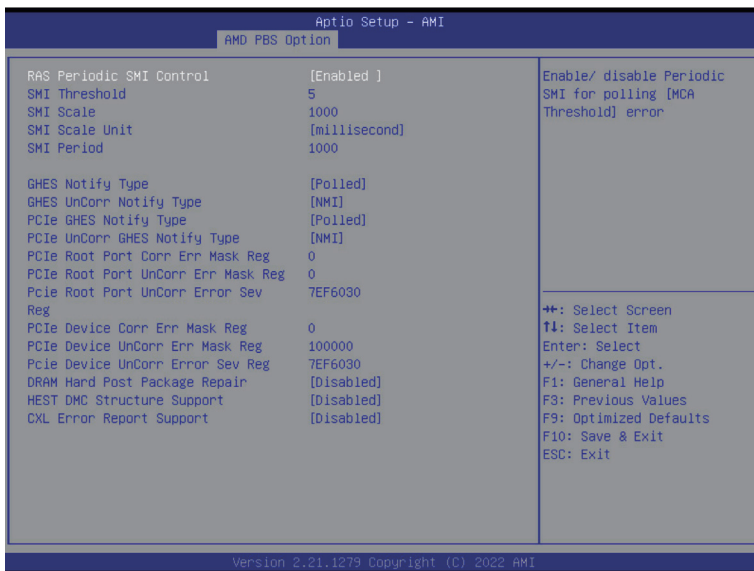 Aptio Setup – AMI
AMD PBS Option
RAS Periodic SMI Control [Enabled ]
SMI Threshold 5
SMI Scale 1000
SMI Scale Unit [millisecond]
SMI Period 1000
GHES Notify Type [Polled]
GHES UnCorr Notify Type [NMI]
PCIe GHES Notify Type [Polled]
PCIe UnCorr GHES Notify Type [NMI]
PCIe Root Port Corr Err Mask Reg 0
PCIe Root Port UnCorr Err Mask Reg 0
Pcie Root Port UnCorr Error Sev 7EF6030
Reg
PCIe Device Corr Err Mask Reg 0
PCIe Device UnCorr Err Mask Reg 100000
Pcie Device UnCorr Error Sev Reg 7EF6030
DRAM Hard Post Package Repair [Disabled]
HEST DMC Structure Support [Disabled]
CXL Error Report Support [Disabled]
Enable/ disable Periodic
SMI for polling [MCA
Threshold] error
→←: Select Screen
↑↓: Select Item
Enter: Select
+/-: Change Opt.
F1: General Help
F3: Previous Values
F9: Optimized Defaults
F10: Save & Exit
ESC: Exit
Version 2.21.1279 Copyright (C) 2022 AMI